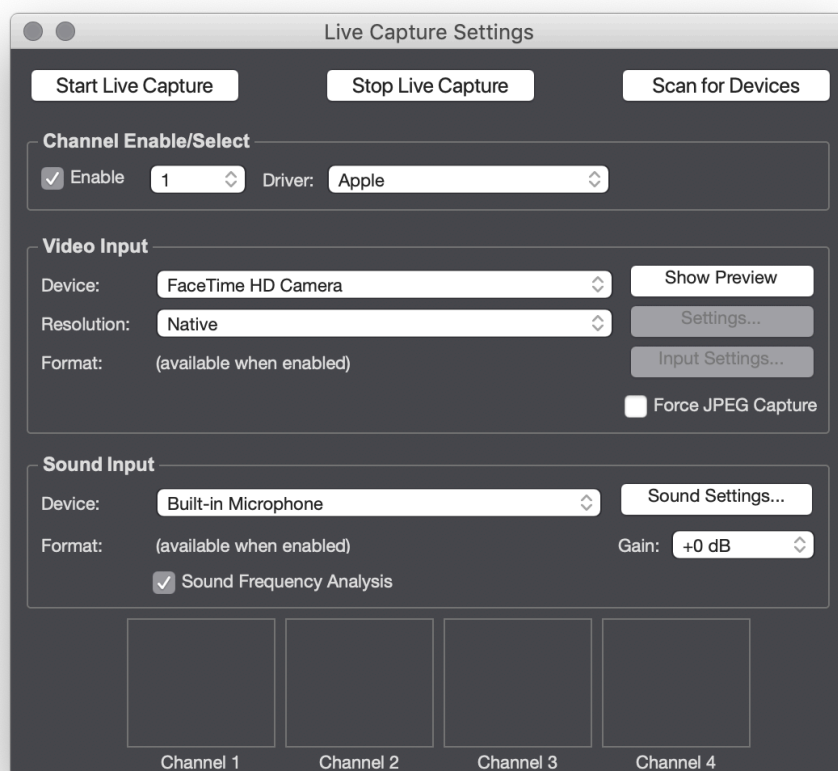 Live Capture Settings
Start Live Capture Stop Live Capture Scan for Devices
Channel Enable/Select
Enable 1 Driver: Apple
Video Input
Device: FaceTime HD Camera Show Preview
Resolution: Native Settings...
Format: (available when enabled) Input Settings...
Force JPEG Capture
Sound Input
Device: Built-in Microphone Sound Settings...
Format: (available when enabled) Gain: +0 dB
Sound Frequency Analysis
Channel 1 Channel 2 Channel 3 Channel 4